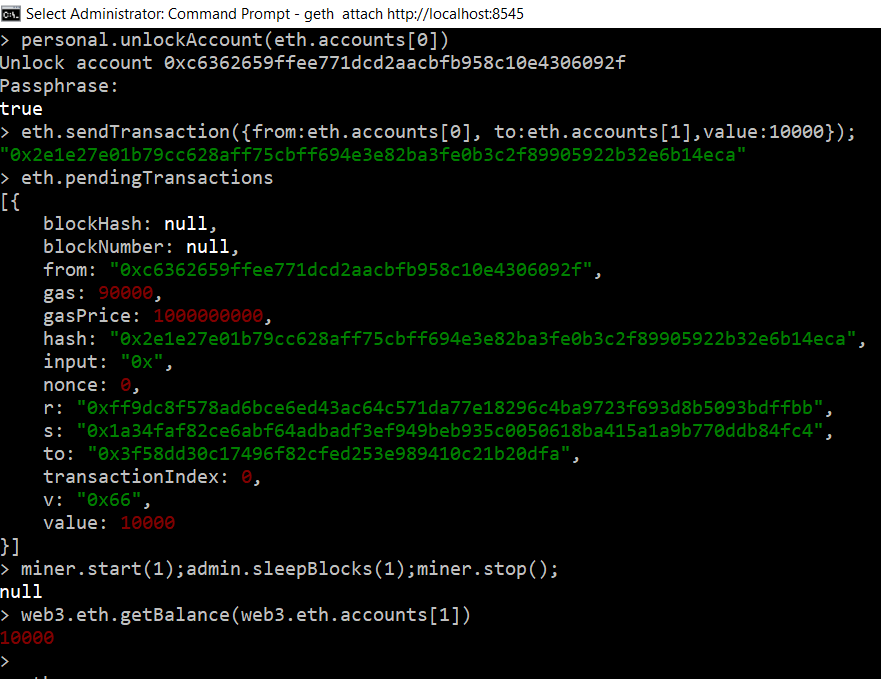 Select Administrator: Command Prompt - geth  attach http://localhost:8545
> personal.unlockAccount(eth.accounts[0])
Unlock account 0xc6362659ffee771dcd2aacbfb958c10e4306092f
Passphrase:
true
> eth.sendTransaction({from:eth.accounts[0], to:eth.accounts[1],value:10000});
"0x2e1e27e01b79cc628aff75cbff694e3e82ba3fe0b3c2f89905922b32e6b14eca"
> eth.pendingTransactions
[{
    blockHash: null,
    blockNumber: null,
    from: "0xc6362659ffee771dcd2aacbfb958c10e4306092f",
    gas: 90000,
    gasPrice: 1000000000,
    hash: "0x2e1e27e01b79cc628aff75cbff694e3e82ba3fe0b3c2f89905922b32e6b14eca",
    input: "0x",
    nonce: 0,
    r: "0xff9dc8f578ad6bce6ed43ac64c571da77e18296c4ba9723f693d8b5093bdffbb",
    s: "0x1a34faf82ce6abf64adbadf3ef949beb935c0050618ba415a1a9b770ddb84fc4",
    to: "0x3f58dd30c17496f82cfed253e989410c21b20dfa",
    transactionIndex: 0,
    v: "0x66",
    value: 10000
}]
> miner.start(1);admin.sleepBlocks(1);miner.stop();
null
> web3.eth.getBalance(web3.eth.accounts[1])
10000
>